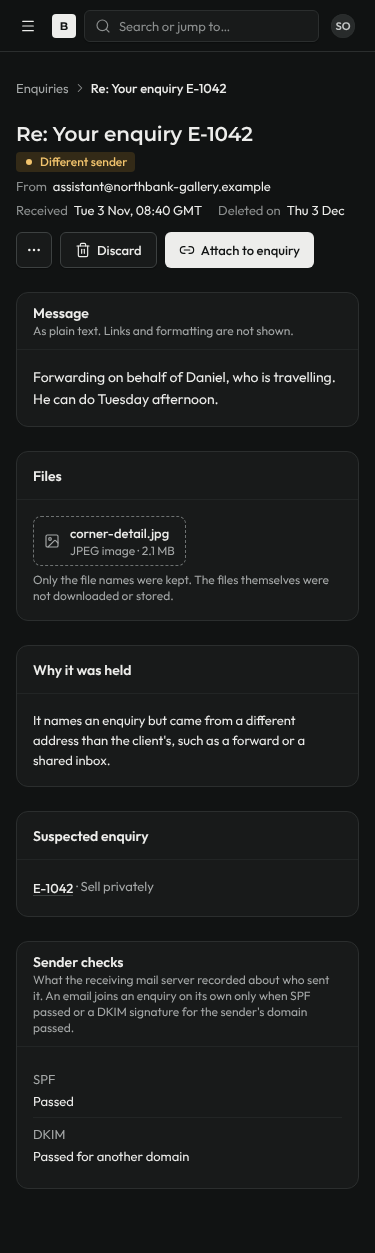 B
Search or jump to...
SO
Enquiries
Re: Your enquiry E-1042
Re: Your enquiry E-1042
Different sender
From assistant@northbank-gallery.example
Received Tue 3 Nov, 08:40 GMT Deleted on Thu 3 Dec
Discard
Attach to enquiry
Message
As plain text. Links and formatting are not shown.
Forwarding on behalf of Daniel, who is travelling.
He can do Tuesday afternoon.
Files
corner-detail.jpg
JPEG image · 2.1 MB
Only the file names were kept. The files themselves were
not downloaded or stored.
Why it was held
It names an enquiry but came from a different
address than the client's, such as a forward or a
shared inbox.
Suspected enquiry
E-1042 · Sell privately
Sender checks
What the receiving mail server recorded about who sent
it. An email joins an enquiry on its own only when SPF
passed or a DKIM signature for the sender's domain
passed.
SPF
Passed
DKIM
Passed for another domain